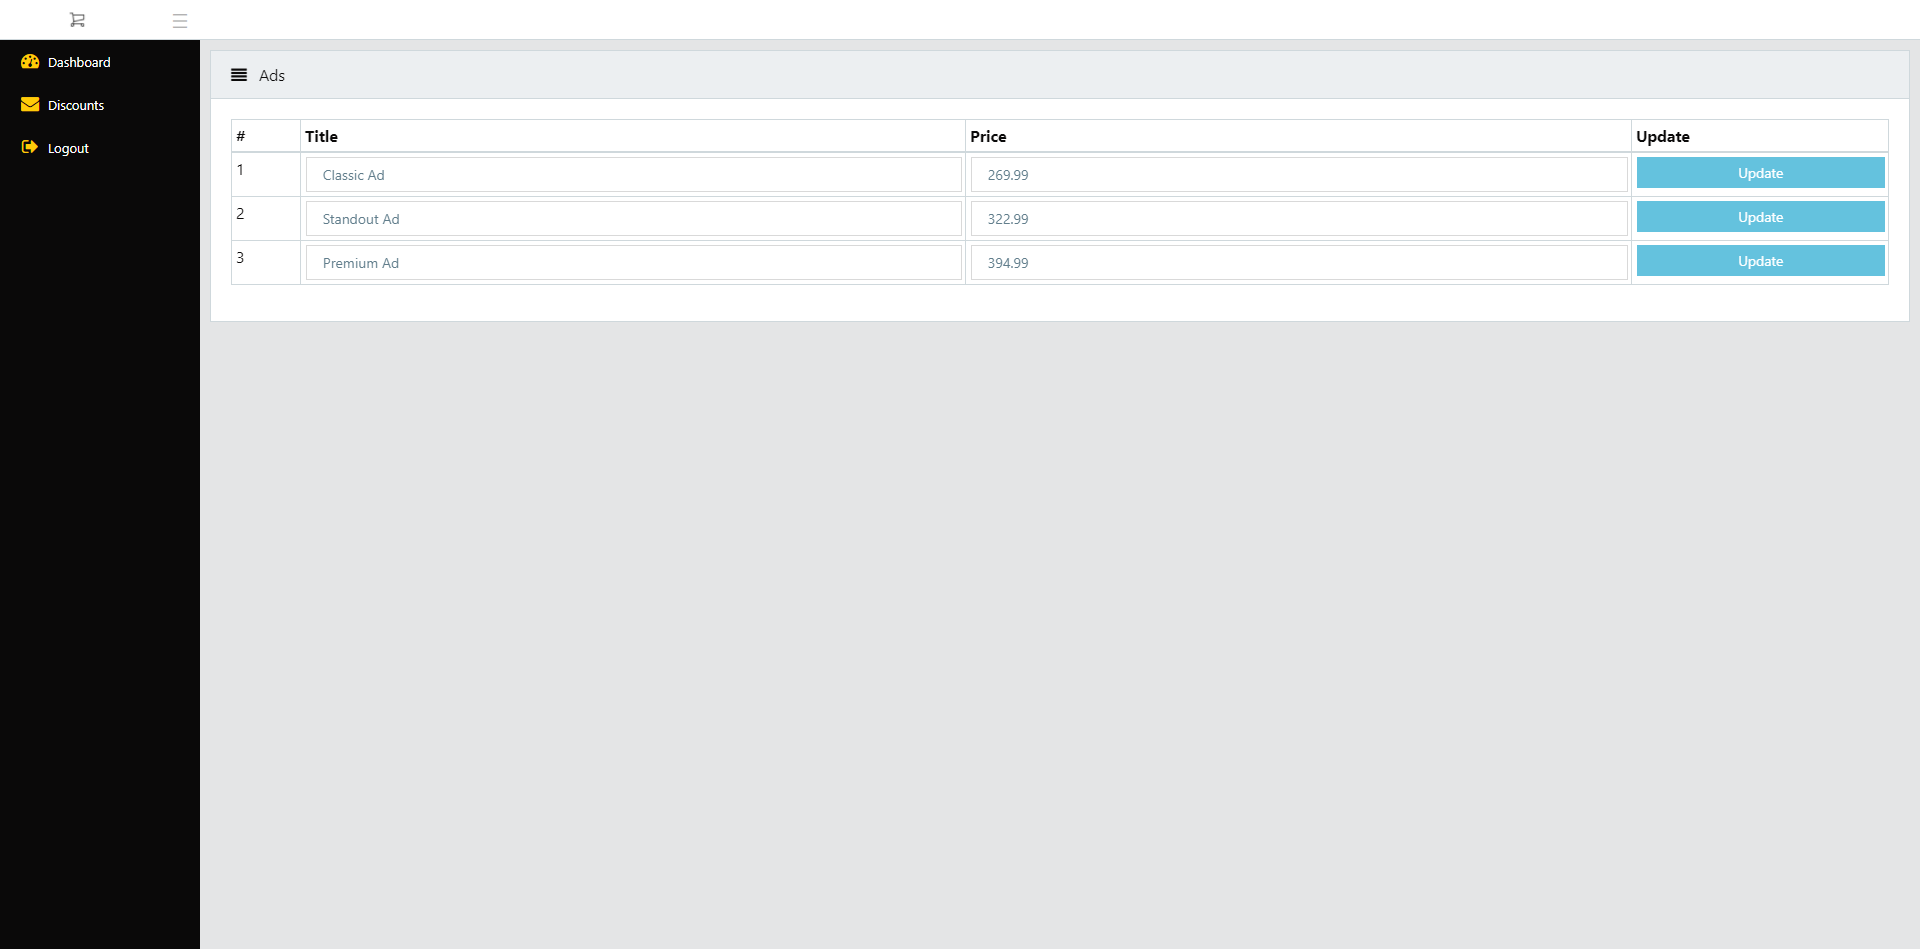 Dashboard
Discounts
Logout
Ads
# Title Price Update
1 Classic Ad 269.99 Update
2 Standout Ad 322.99 Update
3 Premium Ad 394.99 Update